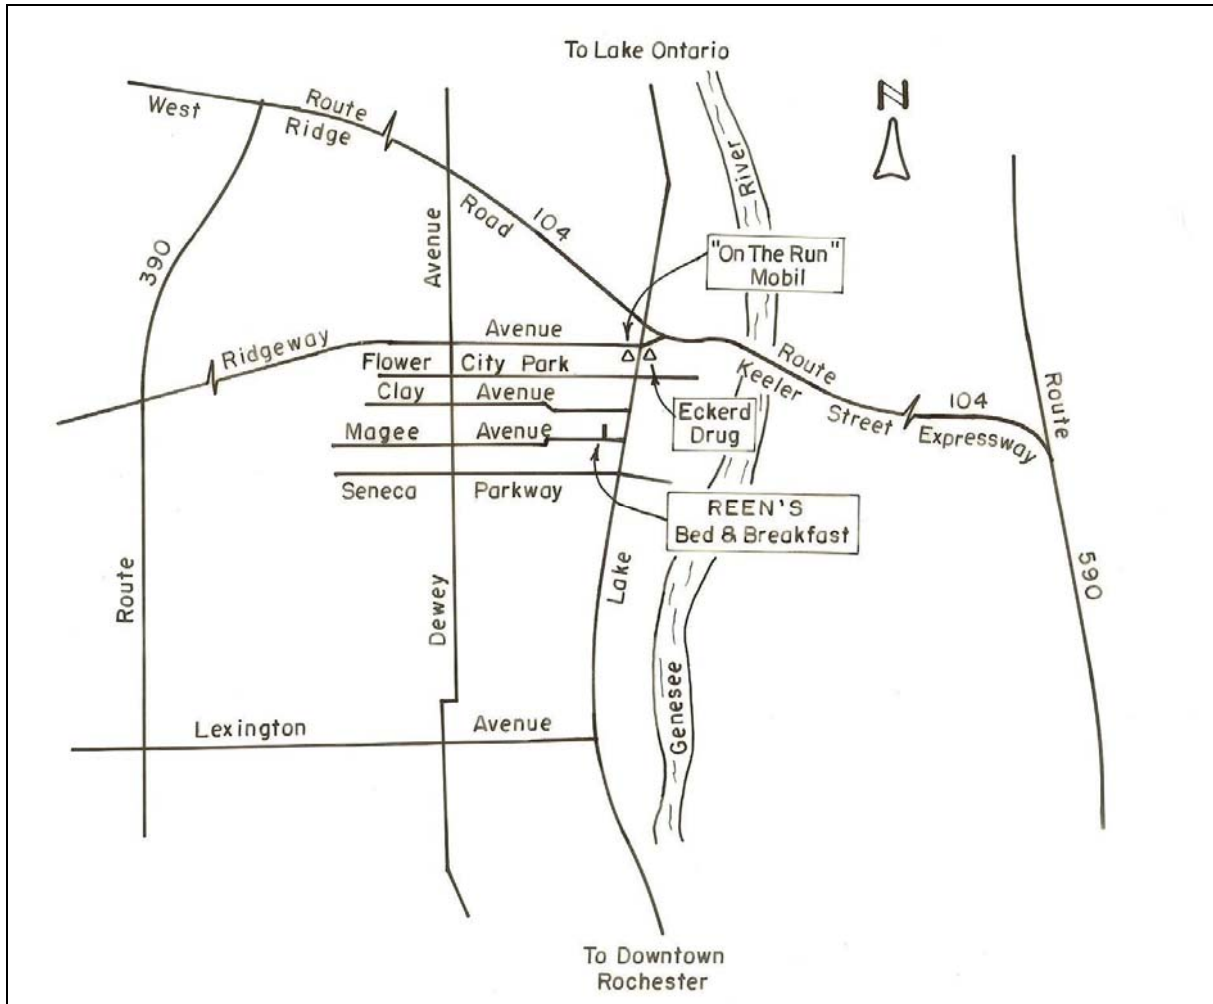 To Lake Ontario
N
West
Route
Ridge
Road
104
River
390
Avenue
"On The Run"
Mobil
Ridgeway
Avenue
Flower
City Park
Clay
Avenue
Magee
Avenue
Seneca
Parkway
Eckerd
Drug
Route
Keeler
Street
104
Expressway
Route
590
REEN'S
Bed & Breakfast
Route
Dewey
Lake
Genesee
Lexington
Avenue
To Downtown
Rochester